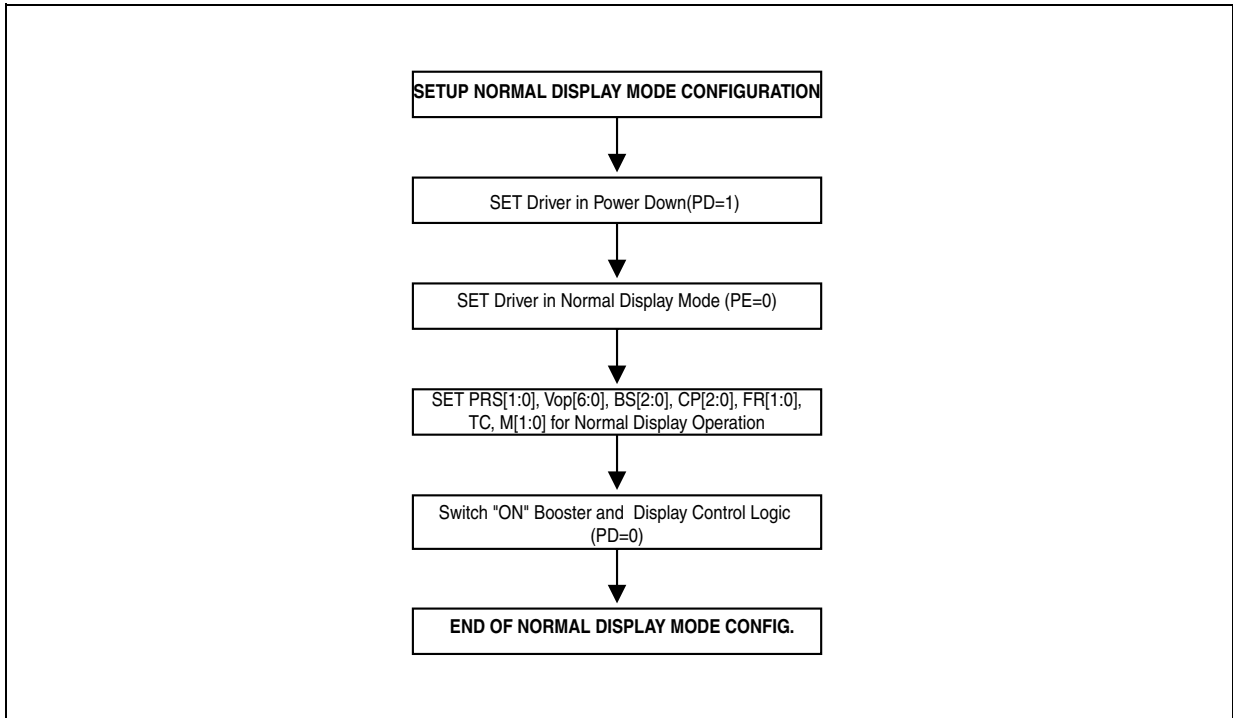 SETUP NORMAL DISPLAY MODE CONFIGURATION
SET Driver in Power Down(PD=1)
SET Driver in Normal Display Mode (PE=0)
SET PRS[1:0], Vop[6:0], BS[2:0], CP[2:0], FR[1:0],
TC, M[1:0] for Normal Display Operation
Switch "ON" Booster and Display Control Logic
(PD=0)
END OF NORMAL DISPLAY MODE CONFIG.